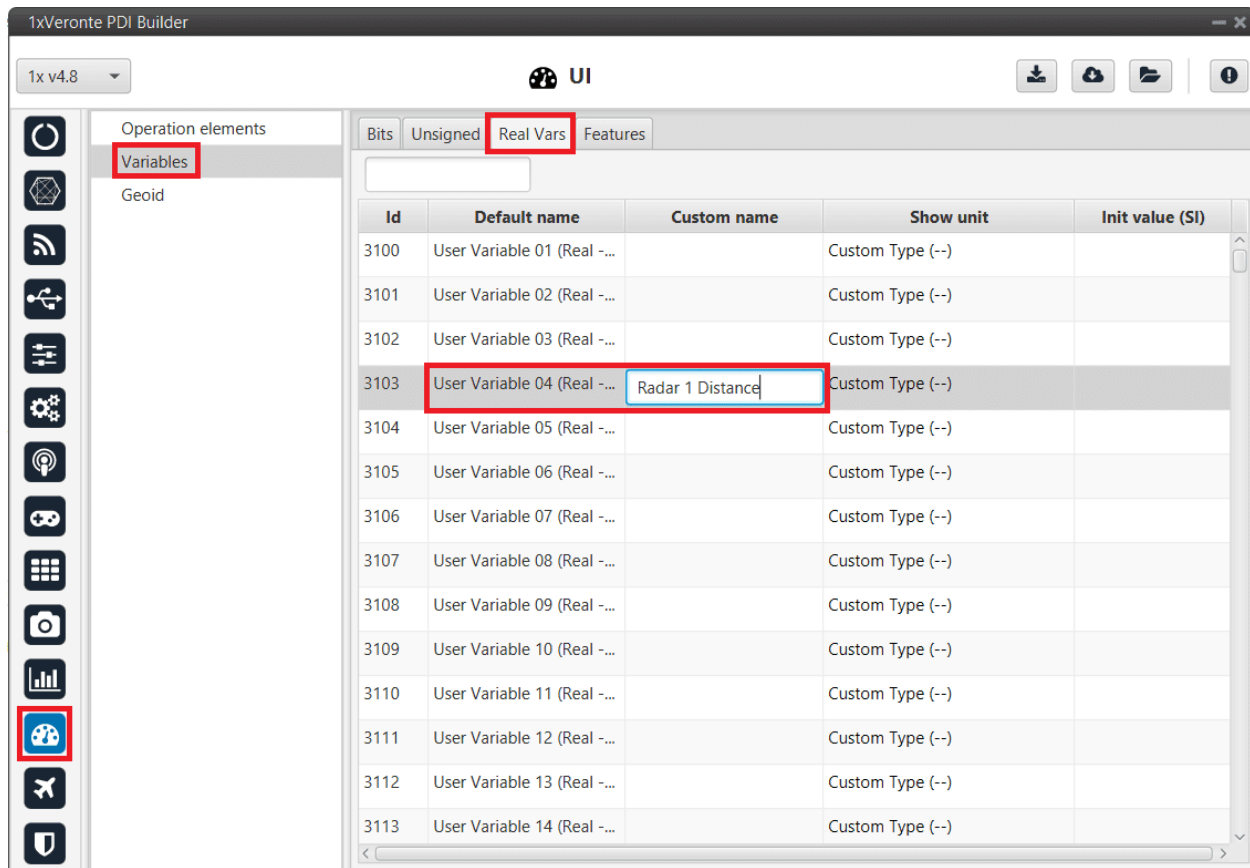 1xVeronte PDI Builder
1x v4.8
UI
Operation elements
Variables
Geoid
Bits Unsigned Real Vars Features
Id Default name Custom name Show unit Init value (SI)
3100 User Variable 01 (Real -... Custom Type (--)
3101 User Variable 02 (Real -... Custom Type (--)
3102 User Variable 03 (Real -... Custom Type (--)
3103 User Variable 04 (Real -... Radar 1 Distance Custom Type (--)
3104 User Variable 05 (Real -... Custom Type (--)
3105 User Variable 06 (Real -... Custom Type (--)
3106 User Variable 07 (Real -... Custom Type (--)
3107 User Variable 08 (Real -... Custom Type (--)
3108 User Variable 09 (Real -... Custom Type (--)
3109 User Variable 10 (Real -... Custom Type (--)
3110 User Variable 11 (Real -... Custom Type (--)
3111 User Variable 12 (Real -... Custom Type (--)
3112 User Variable 13 (Real -... Custom Type (--)
3113 User Variable 14 (Real -... Custom Type (--)